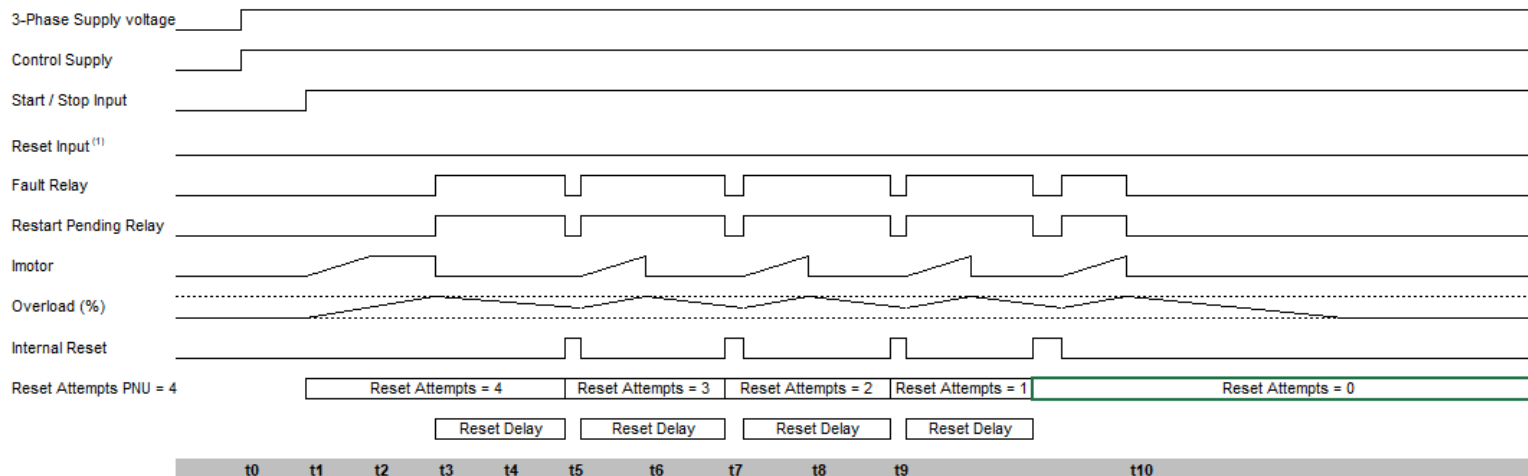 3-Phase Supply voltage
Control Supply
Start / Stop Input
Reset Input (1)
Fault Relay
Restart Pending Relay
Imotor
Overload (%)
Internal Reset
Reset Attempts PNU = 4
Reset Attempts = 4
Reset Attempts = 3
Reset Attempts = 2
Reset Attempts = 1
Reset Attempts = 0
Reset Delay
Reset Delay
Reset Delay
Reset Delay
t0 t1 t2 t3 t4 t5 t6 t7 t8 t9 t10